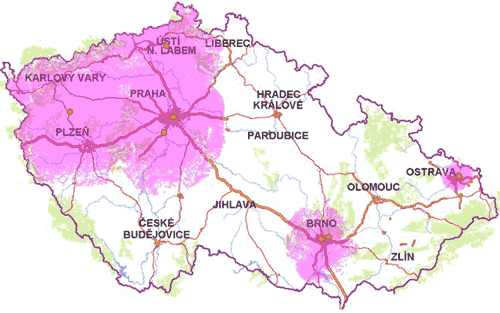 ÚSTÍ
N. LABEM
LIBEREC
KARLOVY VARY
PRAHA
HRADEC
KRÁLOVÉ
PLZEŇ
PARDUBICE
OSTRAVA
OLOMOUC
JIHLAVA
ČESKÉ
BUDĚJOVICE
BRNO
ZLÍN